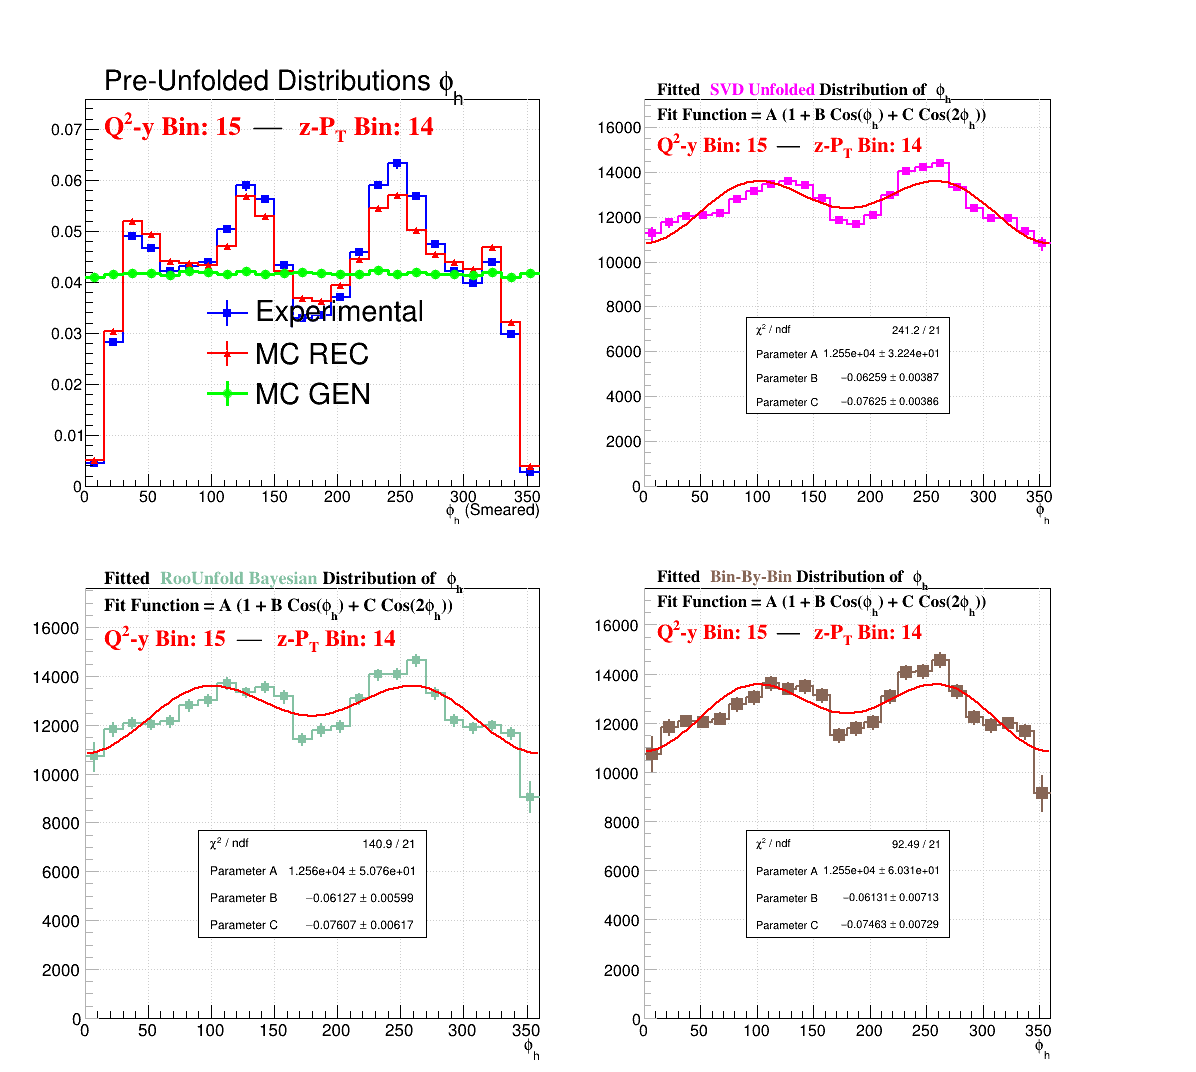 Pre-Unfolded Distributions ϕh
Q2-y Bin: 15 — z-PT Bin: 14
0.07
0.06
0.05
0.04
0.03
0.02
0.01
0
Experimental
MC REC
MC GEN
0 50 100 150 200 250 300 350
ϕh (Smeared)
Fitted SVD Unfolded Distribution of ϕh
Fit Function = A (1 + B Cos(ϕh) + C Cos(2ϕh))
Q2-y Bin: 15 — z-PT Bin: 14
16000
14000
12000
10000
8000
6000
4000
2000
0
χ2 / ndf 241.2 / 21
Parameter A 1.255e+04 ± 3.224e+01
Parameter B −0.06259 ± 0.00387
Parameter C −0.07625 ± 0.00386
0 50 100 150 200 250 300 350
ϕh
Fitted RooUnfold Bayesian Distribution of ϕh
Fit Function = A (1 + B Cos(ϕh) + C Cos(2ϕh))
Q2-y Bin: 15 — z-PT Bin: 14
16000
14000
12000
10000
8000
6000
4000
2000
0
χ2 / ndf 140.9 / 21
Parameter A 1.256e+04 ± 5.076e+01
Parameter B −0.06127 ± 0.00599
Parameter C −0.07607 ± 0.00617
0 50 100 150 200 250 300 350
ϕh
Fitted Bin-By-Bin Distribution of ϕh
Fit Function = A (1 + B Cos(ϕh) + C Cos(2ϕh))
Q2-y Bin: 15 — z-PT Bin: 14
16000
14000
12000
10000
8000
6000
4000
2000
0
χ2 / ndf 92.49 / 21
Parameter A 1.255e+04 ± 6.031e+01
Parameter B −0.06131 ± 0.00713
Parameter C −0.07463 ± 0.00729
0 50 100 150 200 250 300 350
ϕh